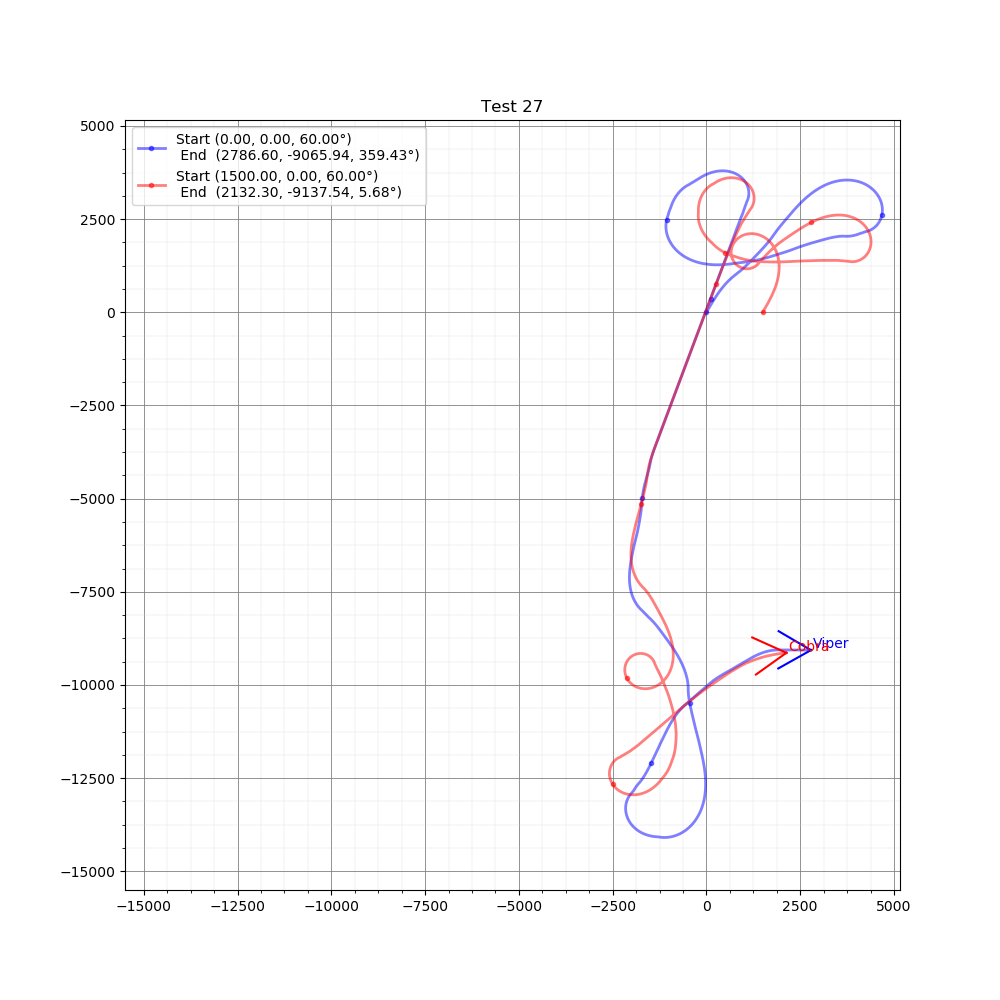 Test 27
Start (0.00, 0.00, 60.00°)
End (2786.60, -9065.94, 359.43°)
Start (1500.00, 0.00, 60.00°)
End (2132.30, -9137.54, 5.68°)
5000
2500
0
−2500
−5000
−7500
Viper
Cobra
−10000
−12500
−15000
−15000 −12500 −10000 −7500 −5000 −2500 0 2500 5000